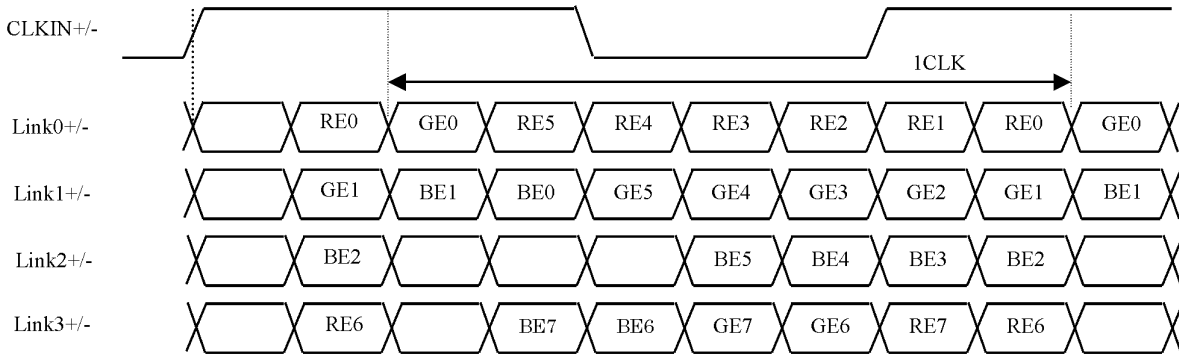 CLKIN+/-
1CLK
Link0+/- RE0 GE0 RE5 RE4 RE3 RE2 RE1 RE0 GE0
Link1+/- GE1 BE1 BE0 GE5 GE4 GE3 GE2 GE1 BE1
Link2+/- BE2 BE5 BE4 BE3 BE2
Link3+/- RE6 BE7 BE6 GE7 GE6 RE7 RE6